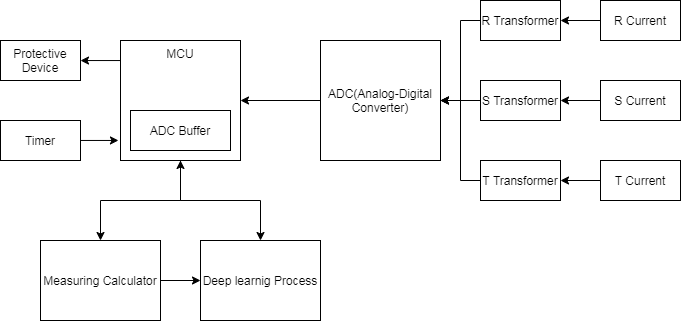 R Transformer
R Current
Protective
Device
MCU
ADC(Analog-Digital
Converter)
S Transformer
S Current
ADC Buffer
Timer
T Transformer
T Current
Measuring Calculator
Deep learnig Process